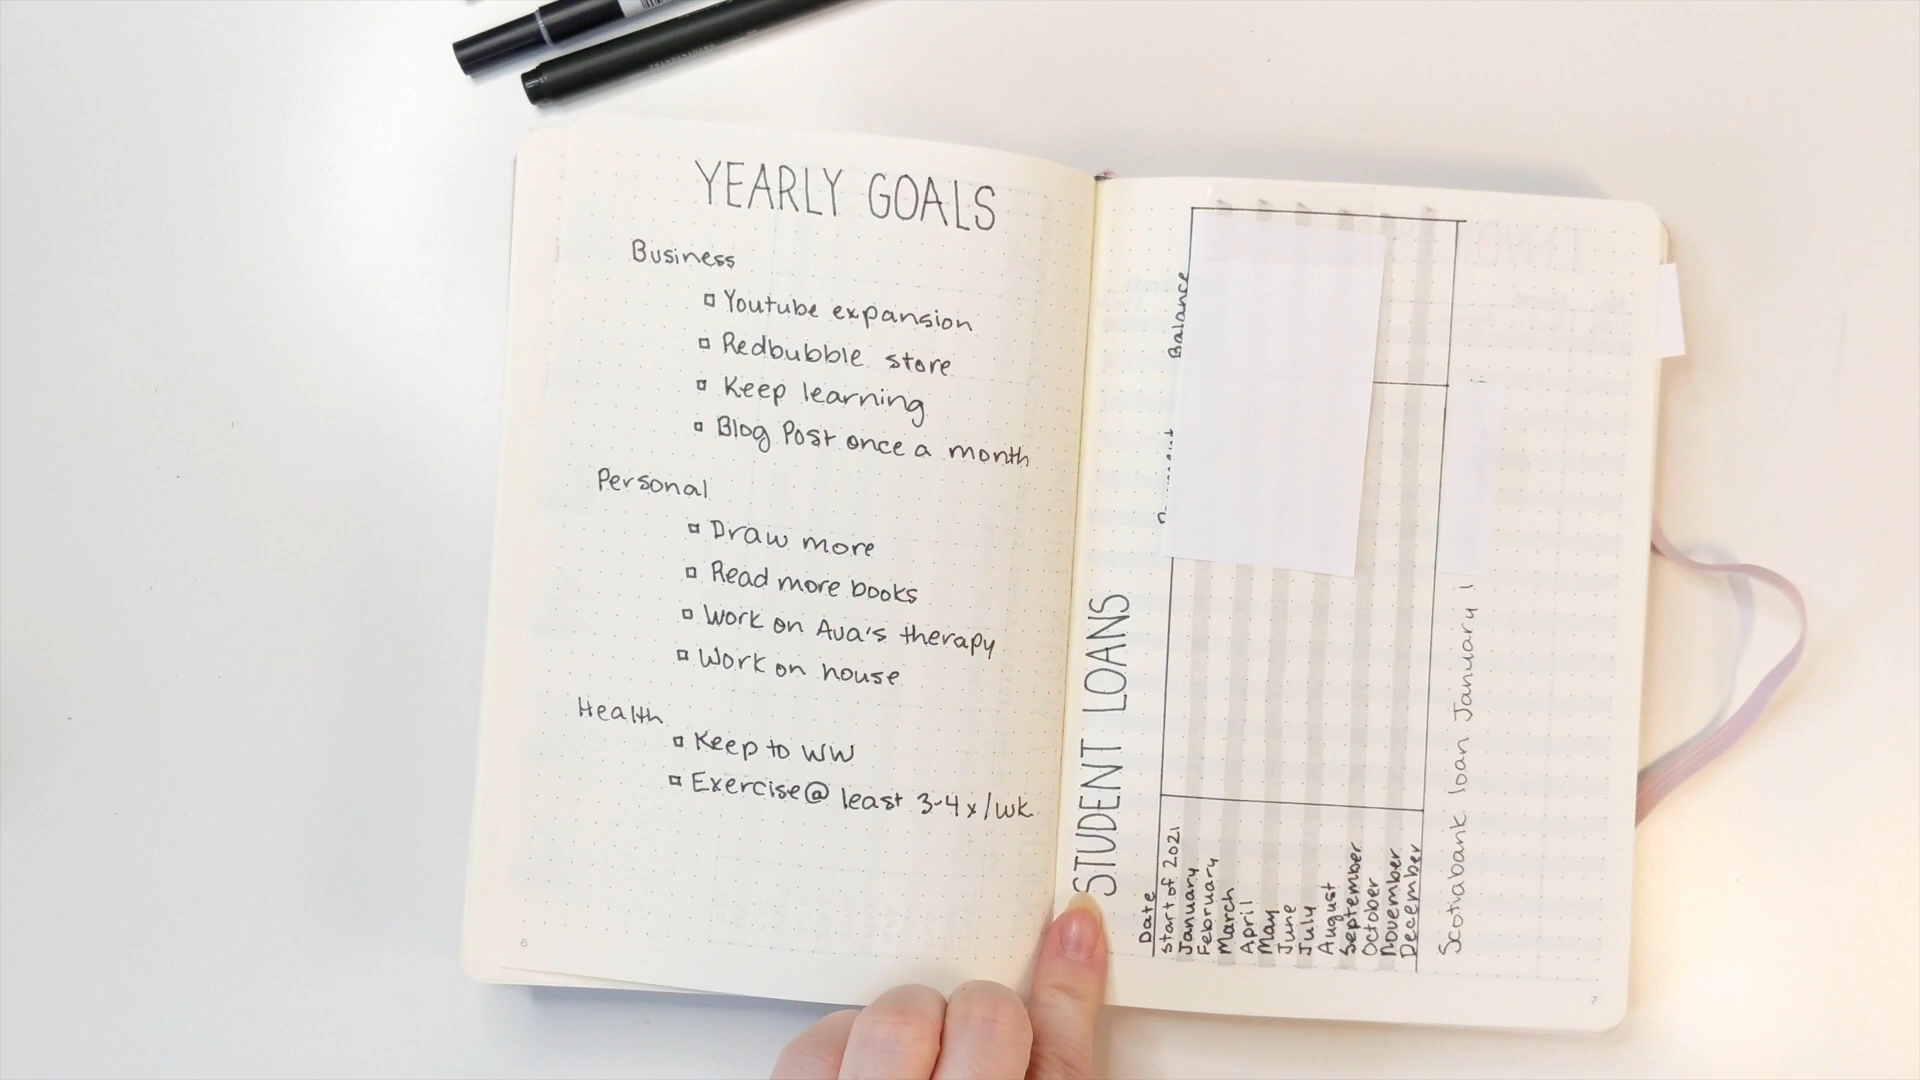 YEARLY GOALS
Business
Youtube expansion
Redbubble store
Keep learning
Blog Post once a month
Personal
Draw more
Read more books
Work on Ava's therapy
Work on house
Health
Keep to WW
Exercise @ least 3-4x/wk
6
STUDENT LOANS
Date
Balance
Start of 2021
January
February
March
April
May
June
July
August
September
October
November
December
Scotiabank loan January 1
7